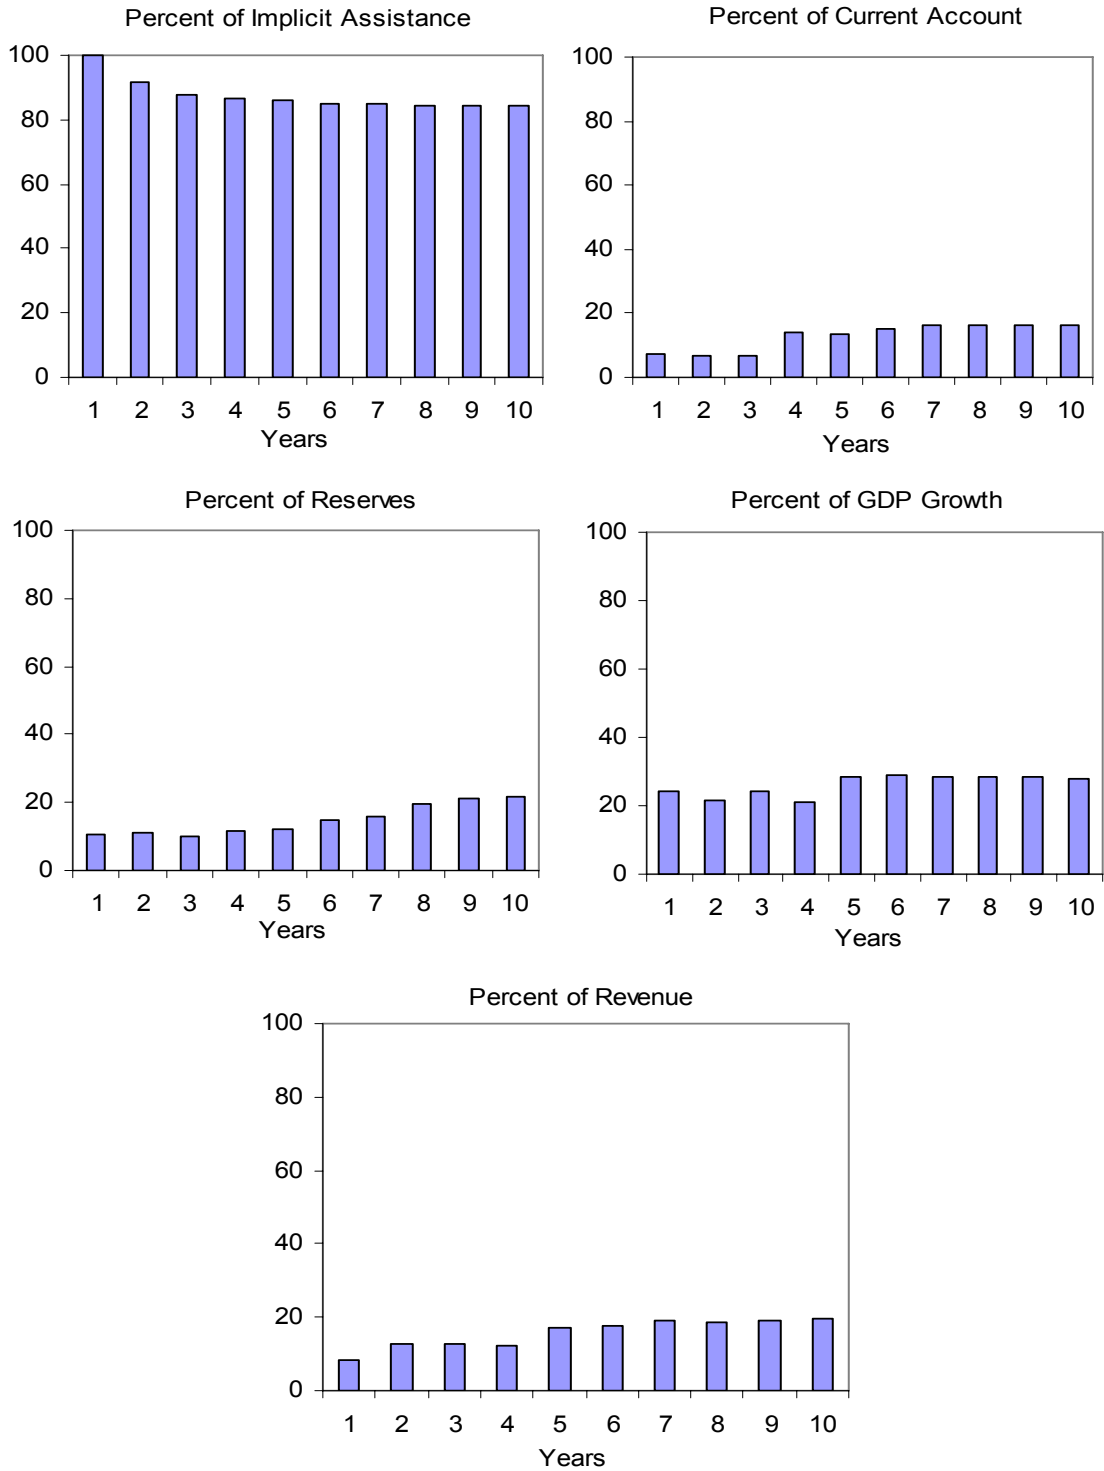 Percent of Implicit Assistance
100
80
60
40
20
0
1 2 3 4 5 6 7 8 9 10
Years
Percent of Current Account
100
80
60
40
20
0
1 2 3 4 5 6 7 8 9 10
Years
Percent of Reserves
100
80
60
40
20
0
1 2 3 4 5 6 7 8 9 10
Years
Percent of GDP Growth
100
80
60
40
20
0
1 2 3 4 5 6 7 8 9 10
Years
Percent of Revenue
100
80
60
40
20
0
1 2 3 4 5 6 7 8 9 10
Years